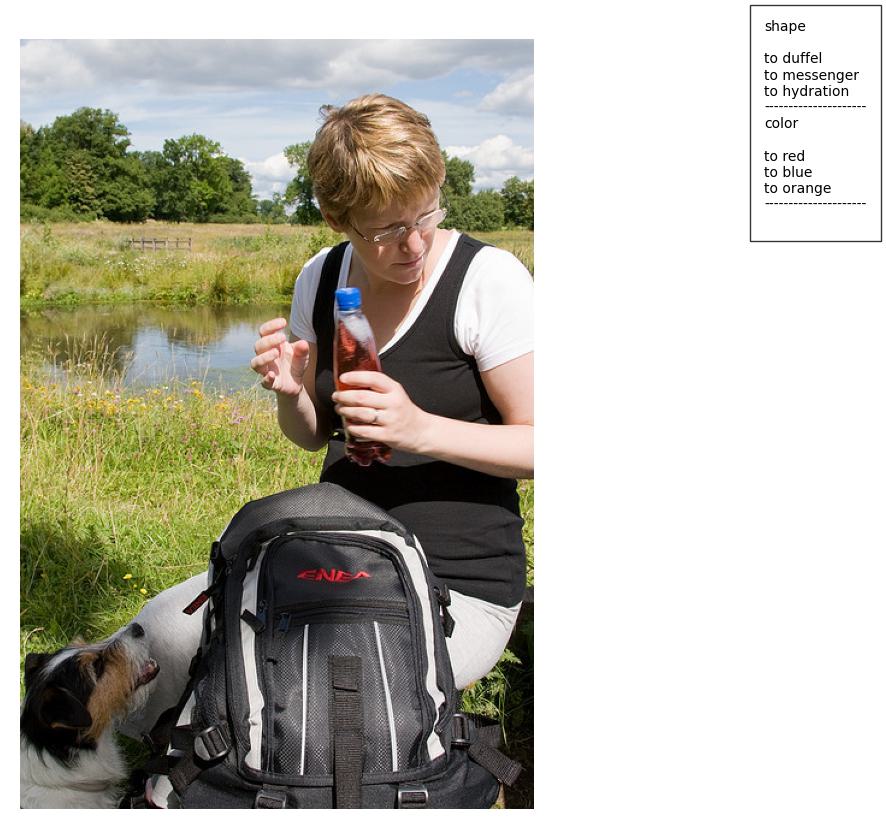 shape
to duffel
to messenger
to hydration
---------------------
color
to red
to blue
to orange
---------------------
ENEA